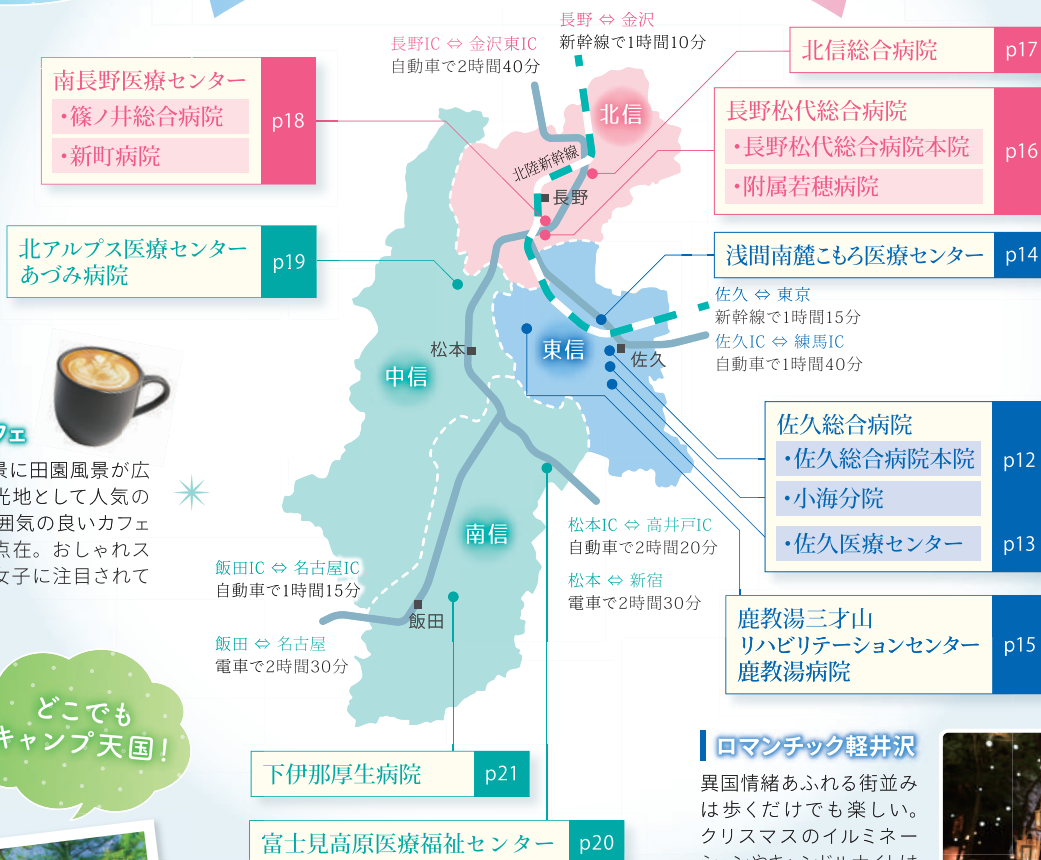 長野 ⇔ 金沢
新幹線で1時間10分
長野IC ⇔ 金沢東IC
自動車で2時間40分
北信総合病院
p17
南長野医療センター
・篠ノ井総合病院
・新町病院
p18
長野松代総合病院
・長野松代総合病院本院
・附属若穂病院
p16
北信
北陸新幹線
長野
北アルプス医療センター
あづみ病院
p19
浅間南麓こもろ医療センター
p14
佐久 ⇔ 東京
新幹線で1時間15分
佐久IC ⇔ 練馬IC
自動車で1時間40分
松本
東信
佐久
中信
佐久総合病院
・佐久総合病院本院
p12
・小海分院
・佐久医療センター
p13
フェ
景に田園風景が広
光地として人気の
囲気の良いカフェ
点在。おしゃれス
女子に注目されて
南信
松本IC ⇔ 高井戸IC
自動車で2時間20分
松本 ⇔ 新宿
電車で2時間30分
飯田IC ⇔ 名古屋IC
自動車で1時間15分
飯田
飯田 ⇔ 名古屋
電車で2時間30分
鹿教湯三才山
リハビリテーションセンター
鹿教湯病院
p15
どこでも
キャンプ天国!
下伊那厚生病院
p21
富士見高原医療福祉センター
p20
ロマンチック軽井沢
異国情緒あふれる街並み
は歩くだけでも楽しい。
クリスマスのイルミネー